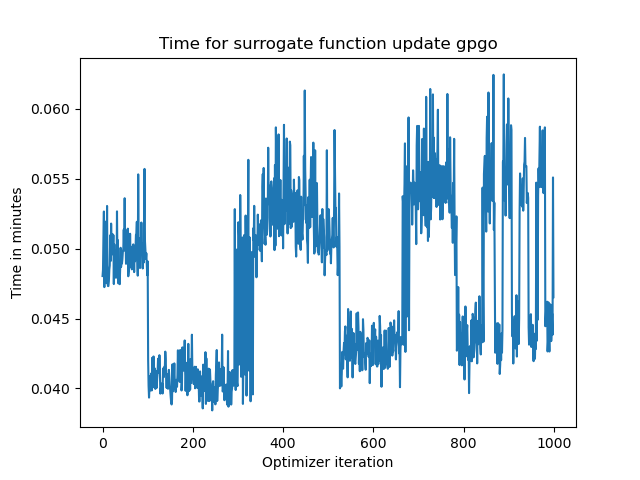 Time for surrogate function update gpgo
0.060
0.055
0.050
0.045
0.040
Time in minutes
0 200 400 600 800 1000
Optimizer iteration